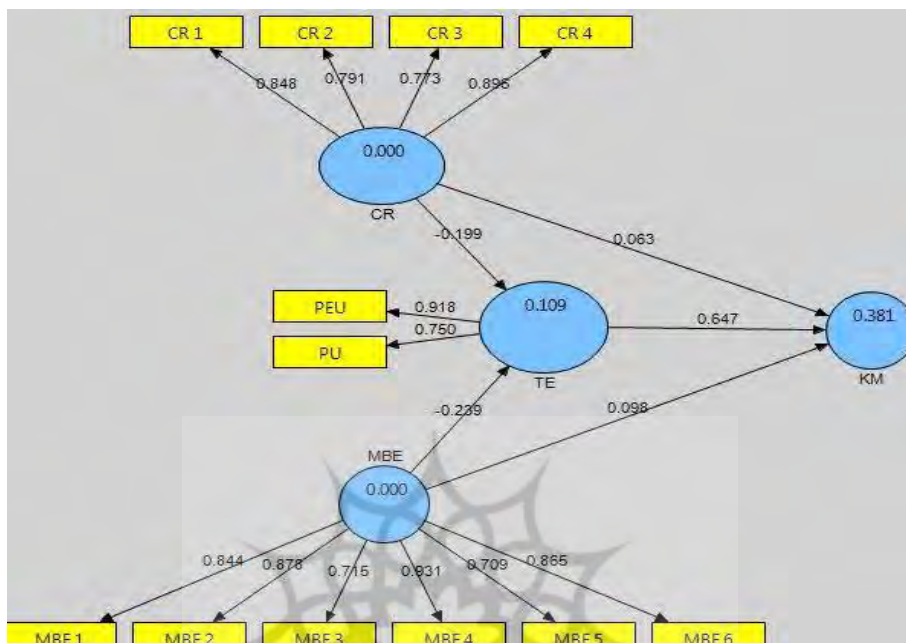 CR 1 CR 2 CR 3 CR 4
0.848 0.791 0.773 0.896
0.000
CR
-0.199 0.063
PEU 0.918 0.109 0.647 0.381
PU 0.750
TE KM
-0.239 0.098
MBE
0.000
0.844 0.878 0.715 0.931 0.709 0.865
MBE 1 MBE 2 MBE 3 MBE 4 MBE 5 MBE 6